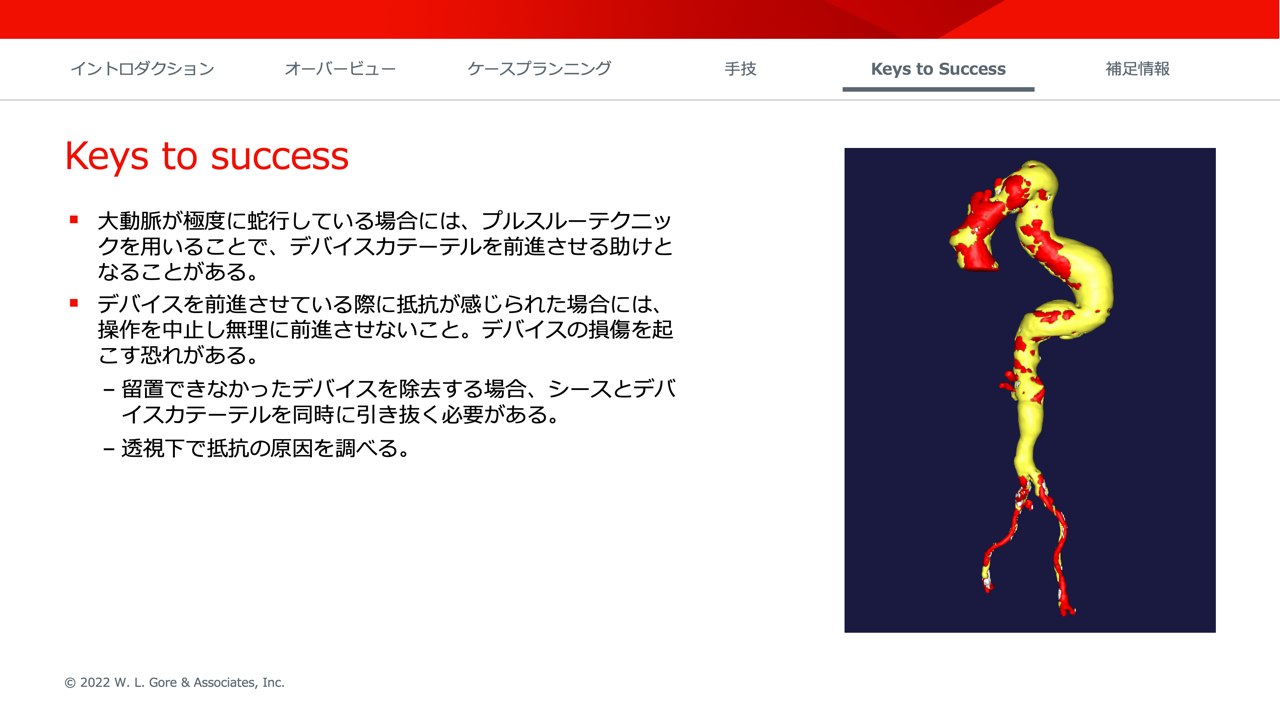 イントロダクション
オーバービュー
ケースプランニング
手技
Keys to Success
補足情報
Keys to success
▪ 大動脈が極度に蛇行している場合には、プルスルーテクニッ
クを用いることで、デバイスカテーテルを前進させる助けと
なることがある。
▪ デバイスを前進させている際に抵抗が感じられた場合には、
操作を中止し無理に前進させないこと。デバイスの損傷を起
こす恐れがある。
– 留置できなかったデバイスを除去する場合、シースとデバ
イスカテーテルを同時に引き抜く必要がある。
– 透視下で抵抗の原因を調べる。
© 2022 W. L. Gore & Associates, Inc.